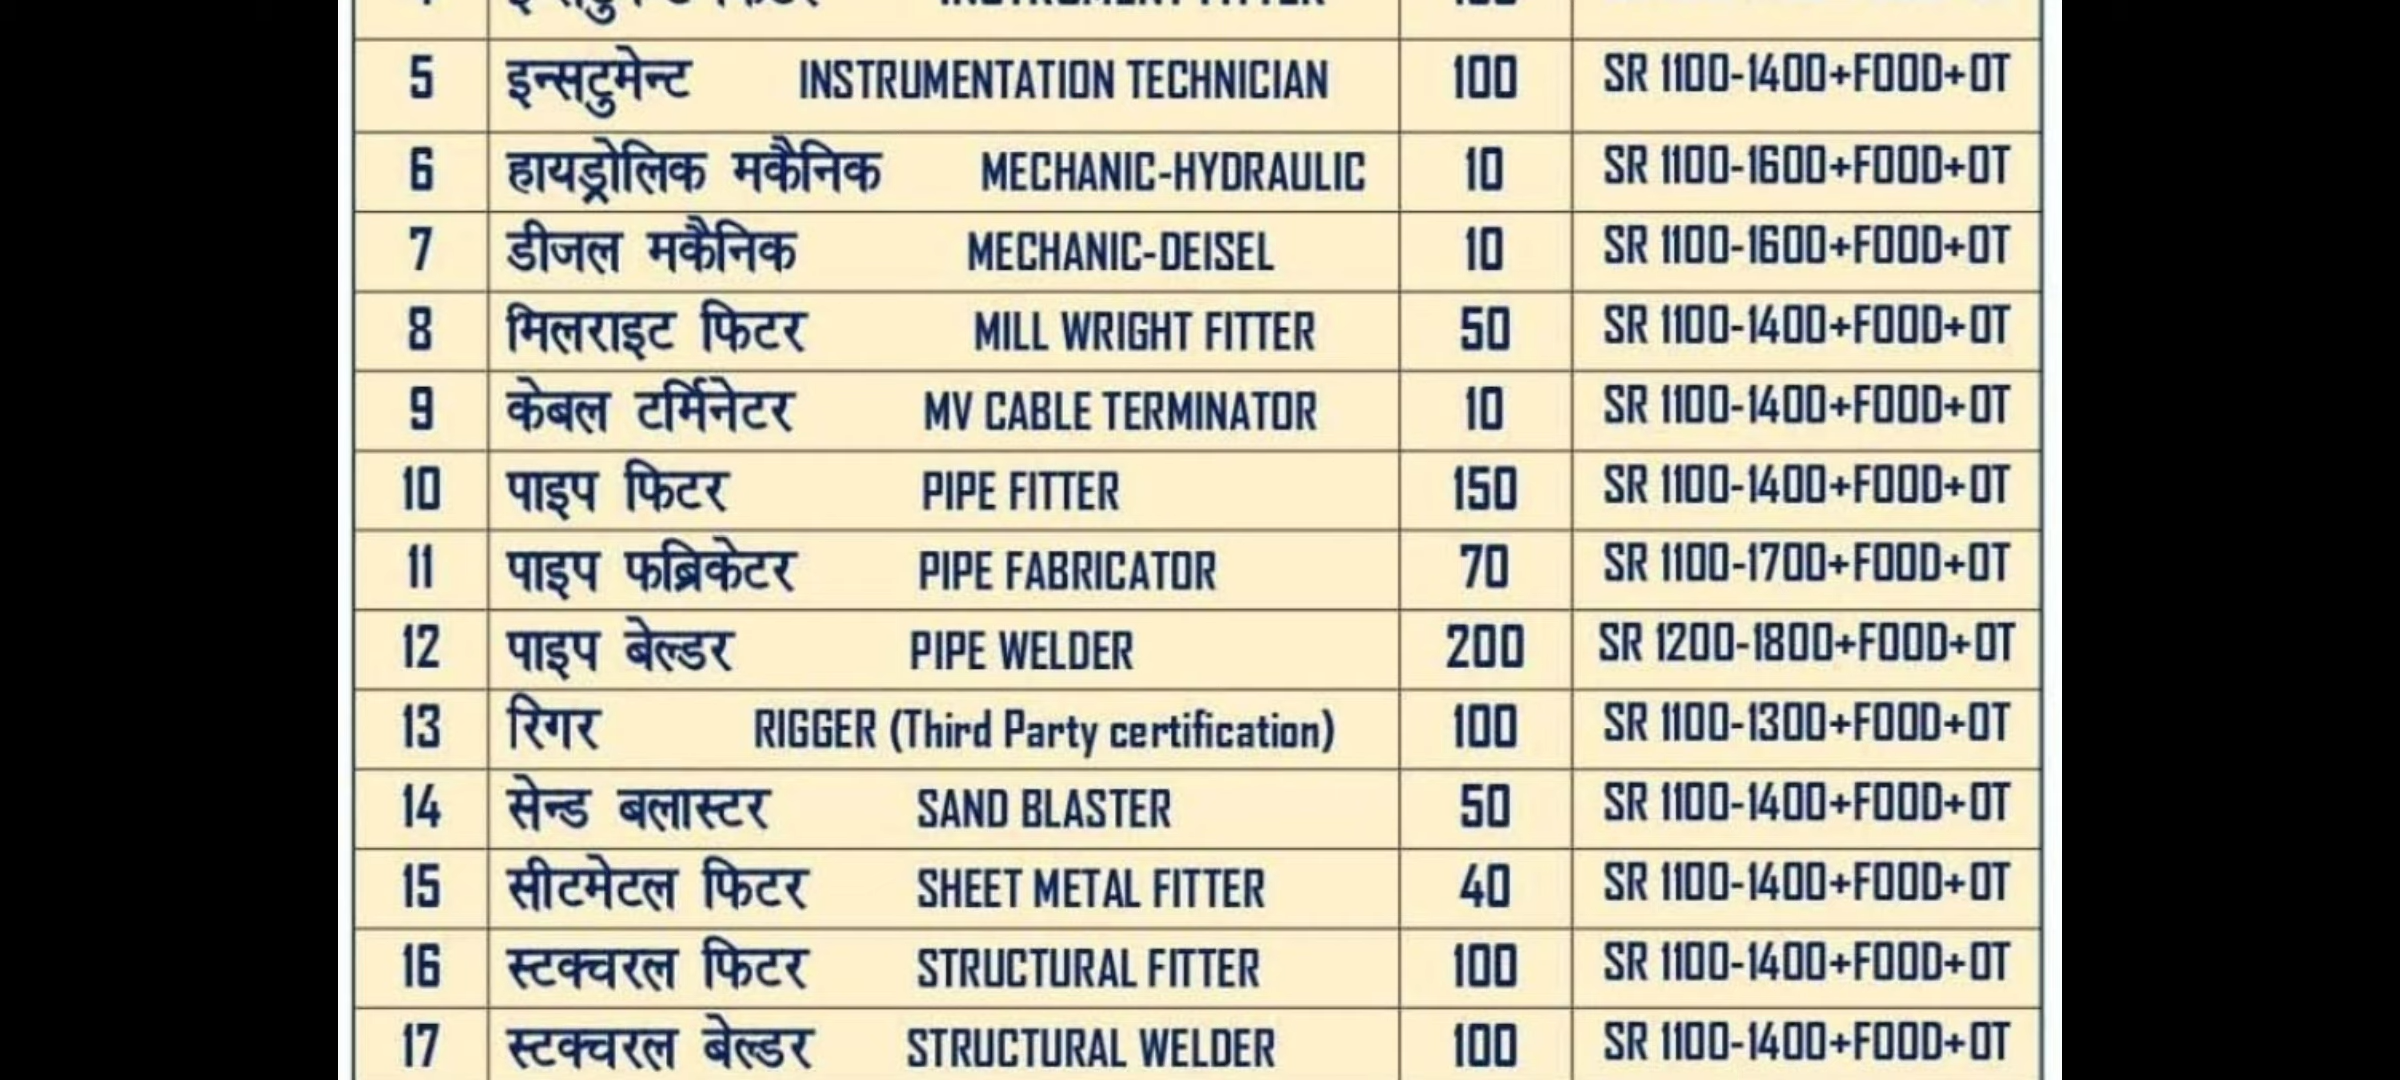 INSTRUMENT FITTER
5 इन्सटुमेन्ट INSTRUMENTATION TECHNICIAN 100 SR 1100-1400+FOOD+OT
6 हायड्रोलिक मकैनिक MECHANIC-HYDRAULIC 10 SR 1100-1600+FOOD+OT
7 डीजल मकैनिक MECHANIC-DEISEL 10 SR 1100-1600+FOOD+OT
8 मिलराइट फिटर MILL WRIGHT FITTER 50 SR 1100-1400+FOOD+OT
9 केबल टर्मिनेटर MV CABLE TERMINATOR 10 SR 1100-1400+FOOD+OT
10 पाइप फिटर PIPE FITTER 150 SR 1100-1400+FOOD+OT
11 पाइप फब्रिकेटर PIPE FABRICATOR 70 SR 1100-1700+FOOD+OT
12 पाइप बेल्डर PIPE WELDER 200 SR 1200-1800+FOOD+OT
13 रिगर RIGGER (Third Party certification) 100 SR 1100-1300+FOOD+OT
14 सेन्ड बलास्टर SAND BLASTER 50 SR 1100-1400+FOOD+OT
15 सीटमेटल फिटर SHEET METAL FITTER 40 SR 1100-1400+FOOD+OT
16 स्टक्चरल फिटर STRUCTURAL FITTER 100 SR 1100-1400+FOOD+OT
17 स्टक्चरल बेल्डर STRUCTURAL WELDER 100 SR 1100-1400+FOOD+OT